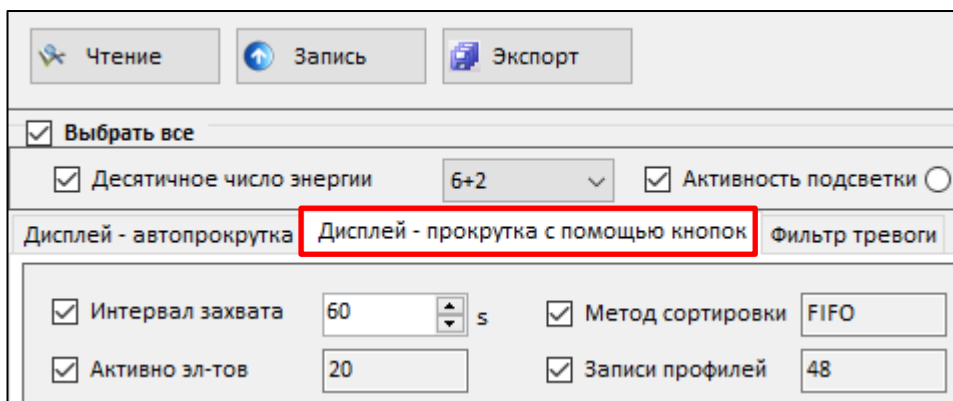 Чтение Запись Экспорт
Выбрать все
Десятичное число энергии 6+2 Активность подсветки
Дисплей - автопрокрутка Дисплей - прокрутка с помощью кнопок Фильтр тревоги
Интервал захвата 60 s Метод сортировки FIFO
Активно эл-тов 20 Записи профилей 48